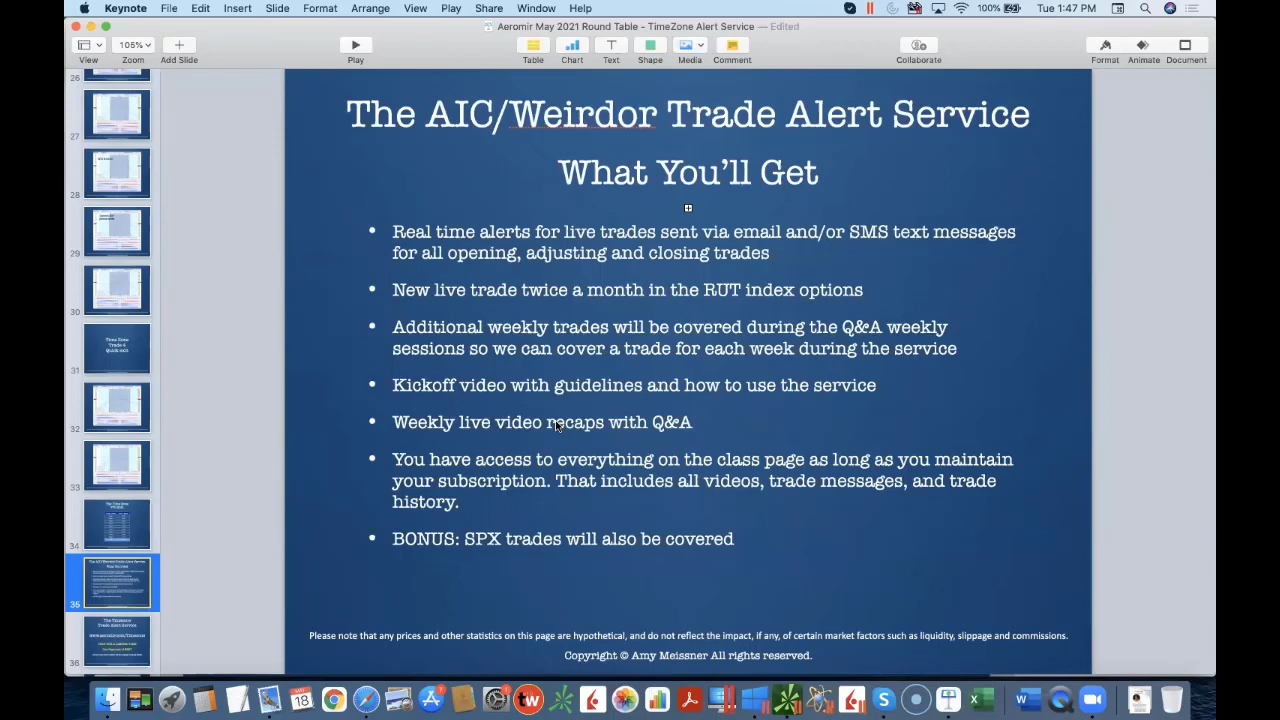 Keynote File Edit Insert Slide Format Arrange View Play Share Window Help 100% Tue 1:47 PM
Aeromir May 2021 Round Table - TimeZone Alert Service — Edited
105%
View Zoom Add Slide Play Table Chart Text Shape Media Comment Collaborate Format Animate Document
26
27
28
29
30
31
32
33
34
35
36
Time Zone
Trade 4
Quick exit
The AIC/Weirdor Trade Alert Service
What You'll Get
• Real time alerts for live trades sent via email and/or SMS text messages
for all opening, adjusting and closing trades
• New live trade twice a month in the RUT index options
• Additional weekly trades will be covered during the Q&A weekly
sessions so we can cover a trade for each week during the service
• Kickoff video with guidelines and how to use the service
• Weekly live video recaps with Q&A
• You have access to everything on the class page as long as you maintain
your subscription. That includes all videos, trade messages, and trade
history.
• BONUS: SPX trades will also be covered
Please note that any prices and other statistics on this are hypothetical, and do not reflect the impact, if any, of market factors such as liquidity, and commissions.
Copyright © Amy Meissner All rights reserved.